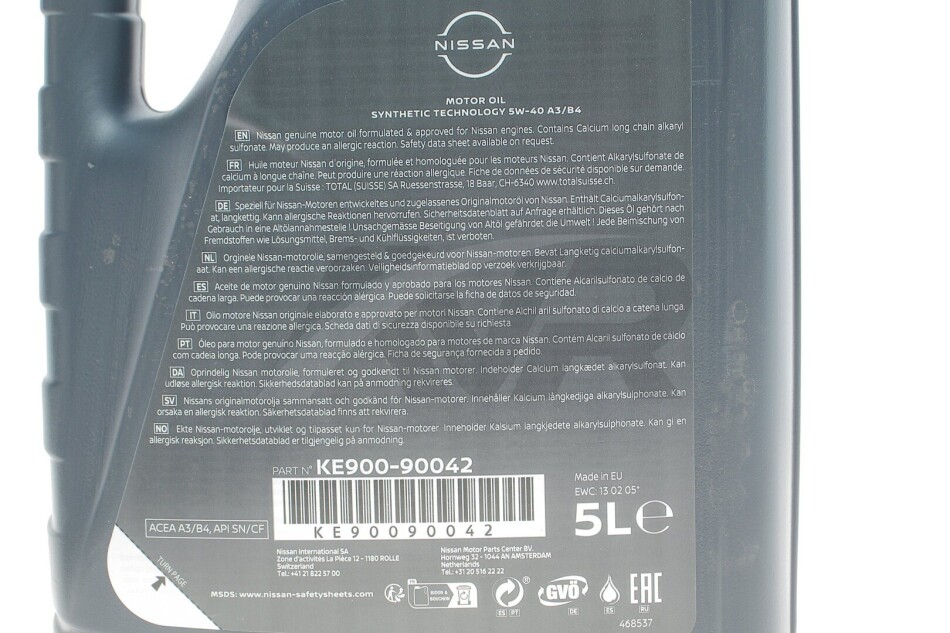 NISSAN
MOTOR OIL
SYNTHETIC TECHNOLOGY 5W-40 A3/B4
EN Nissan genuine motor oil formulated & approved for Nissan engines. Contains Calcium long chain alkaryl
sulfonate. May produce an allergic reaction. Safety data sheet available on request.
FR Huile moteur Nissan d'origine, formulée et homologuée pour les moteurs Nissan. Contient Alkarylsulfonate de
calcium à longue chaîne. Peut produire une réaction allergique. Fiche de données de sécurité disponible sur demande.
Importateur pour la Suisse : TOTAL (SUISSE) SA Ruessenstrasse, 18 Baar, CH-6340 www.totalsuisse.ch.
DE Speziell für Nissan-Motoren entwickeltes und zugelassenes Originalmotoröl von Nissan. Enthält Calciumalkarylsulfon-
at, langkettig. Kann allergische Reaktionen hervorrufen. Sicherheitsdatenblatt auf Anfrage erhältlich. Dieses Öl gehört nach
Gebrauch in eine Altölannahmestelle ! Unsachgemässe Beseitigung von Altöl gefährdet die Umwelt ! Jede Beimischung von
Fremdstoffen wie Lösungsmittel, Brems- und Kühlflüssigkeiten, ist verboten.
NL Orginele Nissan-motorolie, samengesteld & goedgekeurd voor Nissan-motoren. Bevat Langketig calciumalkarylsulfon-
aat. Kan een allergische reactie veroorzaken. Veiligheidsinformatieblad op verzoek verkrijgbaar.
ES Aceite de motor genuino Nissan formulado y aprobado para los motores Nissan. Contiene Alcarilsulfonato de calcio de
cadena larga. Puede provocar una reacción alérgica. Puede solicitarse la ficha de datos de seguridad.
IT Olio motore Nissan originale elaborato e approvato per motori Nissan. Contiene Alchil aril sulfonato di calcio a catena lunga.
Può provocare una reazione allergica. Scheda dati di sicurezza disponibile su richiesta
PT Óleo para motor genuíno Nissan, formulado e homologado para motores de marca Nissan. Contém Alcaril sulfonato de cálcio
com cadeia longa. Pode provocar uma reacção alérgica. Ficha de segurança fornecida a pedido.
DA Oprindelig Nissan motorolie, formuleret og godkendt til Nissan motorer. Indeholder Calcium langkædet alkarylsulfonat. Kan
udløse allergisk reaktion. Sikkerhedsdatablad kan på anmodning rekvireres.
SV Nissans originalmotorolja sammansatt och godkänd för Nissan-motorer. Innehåller Kalcium långkedjiga alkarylsulphonate. Kan
orsaka en allergisk reaktion. Säkerhetsdatablad finns att rekvirera.
NO Ekte Nissan-motorolje, utviklet og tilpasset kun for Nissan-motorer. Inneholder Kalsium langkjedete alkarylsulphonate. Kan gi en
allergisk reaksjon. Sikkerhetsdatablad er tilgjengelig på anmodning.
PART N° KE900-90042
KE90090042
ACEA A3/B4, API SN/CF
Made in EU
EWC: 13 02 05*
5L e
Nissan International SA
Zone d'activités La Pièce 12 - 1180 ROLLE
Switzerland
Tel.: +41 21 822 57 00
Nissan Motor Parts Center BV.
Hornweg 32 - 1044 AN AMSTERDAM
Netherlands
Tel.: +31 20 516 22 22
TURN PAGE
MSDS: www.nissan-safetysheets.com
FR
BIDON &
BOUCHON
®
ES PT
GVÖ
DE
ES
EAC
RU
468537